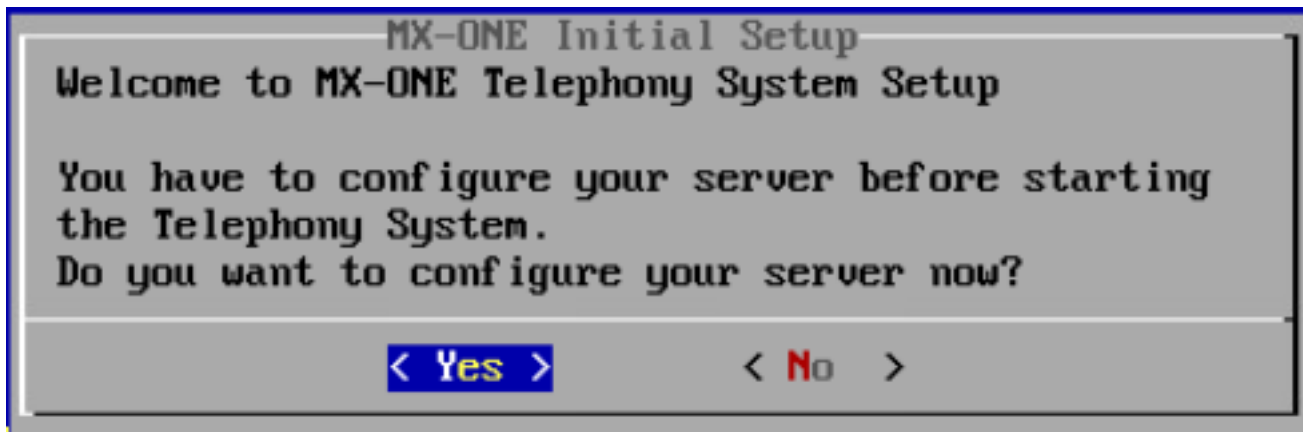 MX-ONE Initial Setup
Welcome to MX-ONE Telephony System Setup
You have to configure your server before starting
the Telephony System.
Do you want to configure your server now?
< Yes > < No >